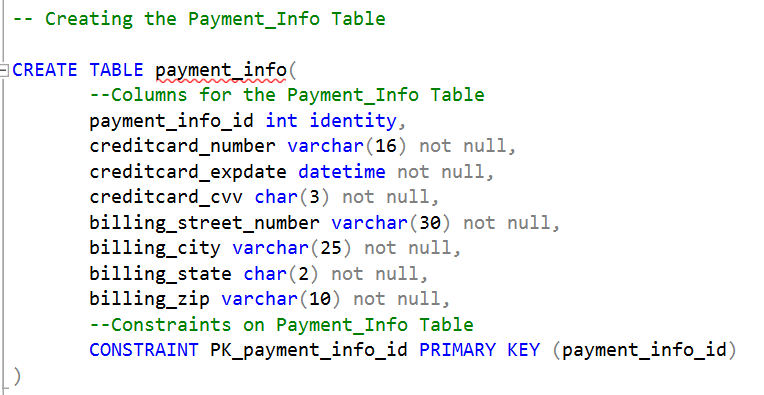 -- Creating the Payment_Info Table
CREATE TABLE payment_info(
--Columns for the Payment_Info Table
payment_info_id int identity,
creditcard_number varchar(16) not null,
creditcard_expdate datetime not null,
creditcard_cvv char(3) not null,
billing_street_number varchar(30) not null,
billing_city varchar(25) not null,
billing_state char(2) not null,
billing_zip varchar(10) not null,
--Constraints on Payment_Info Table
CONSTRAINT PK_payment_info_id PRIMARY KEY (payment_info_id)
)